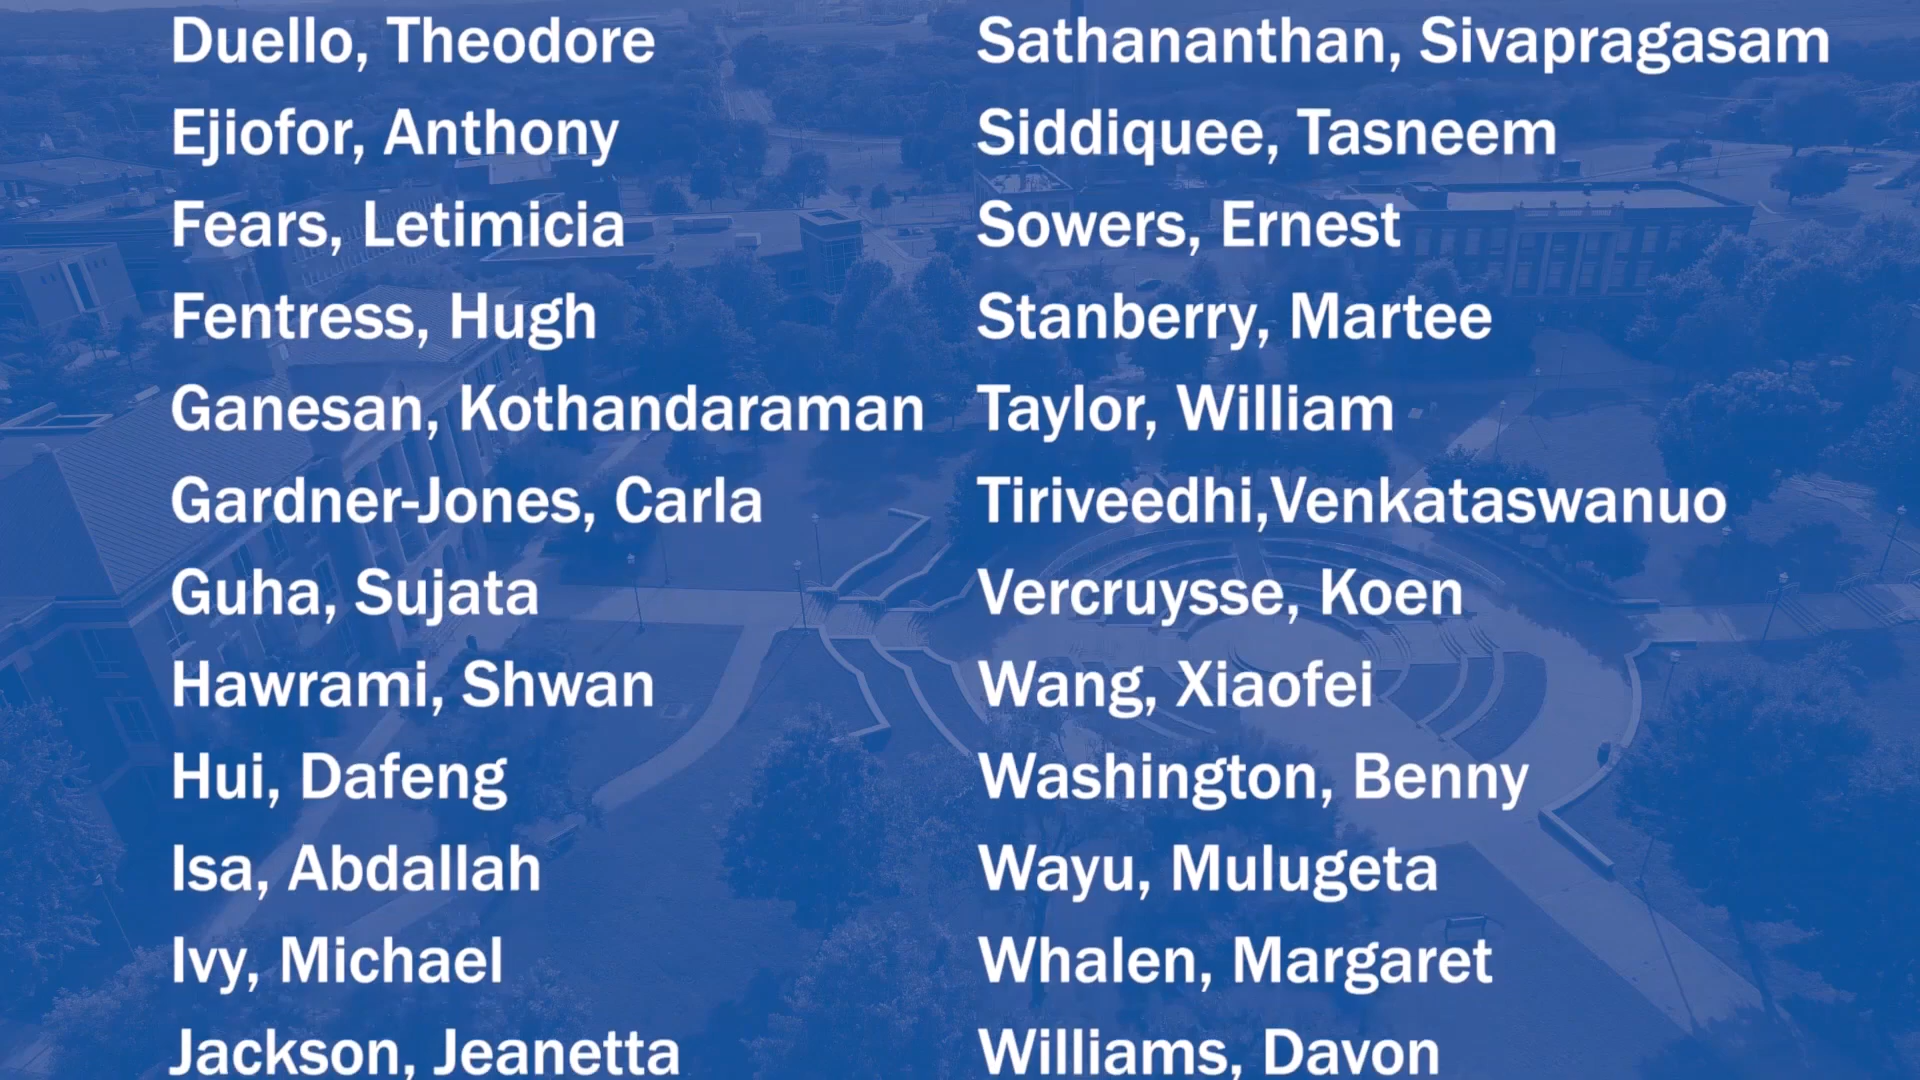 Duello, Theodore
Ejiofor, Anthony
Fears, Letimicia
Fentress, Hugh
Ganesan, Kothandaraman
Gardner-Jones, Carla
Guha, Sujata
Hawrami, Shwan
Hui, Dafeng
Isa, Abdallah
Ivy, Michael
Jackson, Jeanetta
Sathananthan, Sivapragasam
Siddiquee, Tasneem
Sowers, Ernest
Stanberry, Martee
Taylor, William
Tiriveedhi,Venkataswanuo
Vercruysse, Koen
Wang, Xiaofei
Washington, Benny
Wayu, Mulugeta
Whalen, Margaret
Williams, Davon